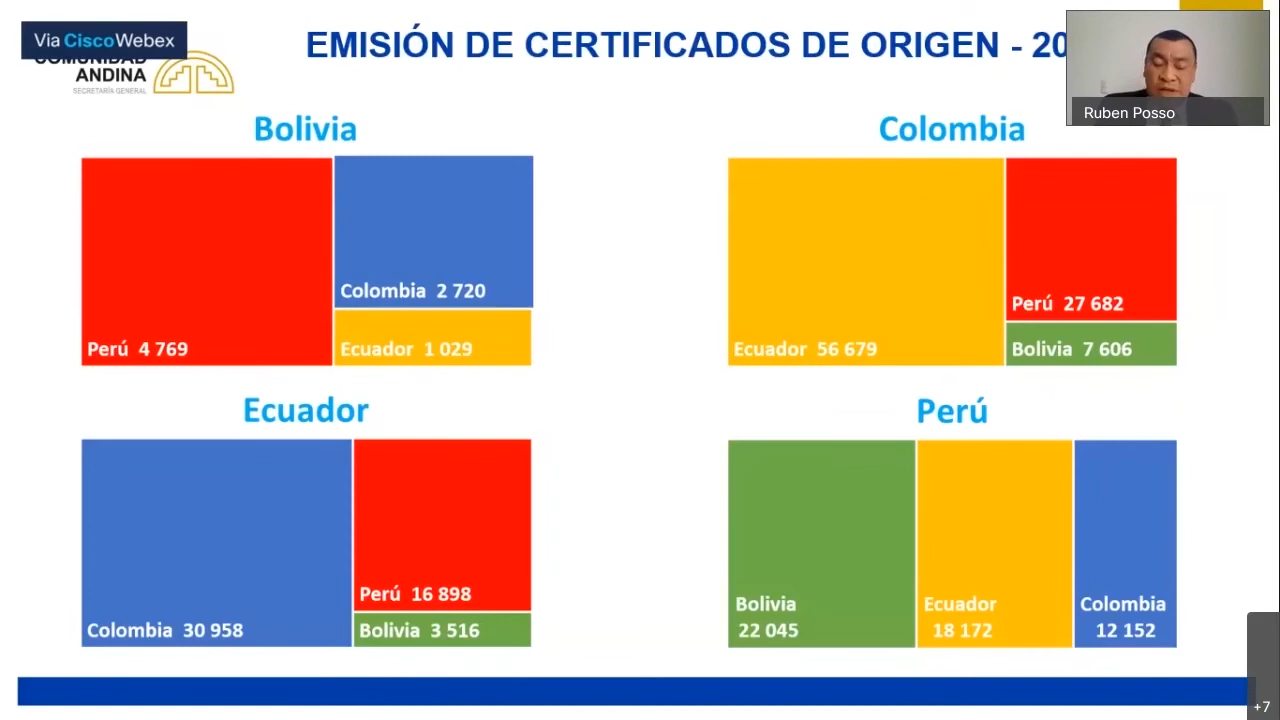 Via Cisco Webex
COMUNIDAD
ANDINA
SECRETARÍA GENERAL
EMISIÓN DE CERTIFICADOS DE ORIGEN - 20
Ruben Posso
Bolivia
Perú 4 769
Colombia 2 720
Ecuador 1 029
Colombia
Ecuador 56 679
Perú 27 682
Bolivia 7 606
Ecuador
Colombia 30 958
Perú 16 898
Bolivia 3 516
Perú
Bolivia
22 045
Ecuador
18 172
Colombia
12 152
+7